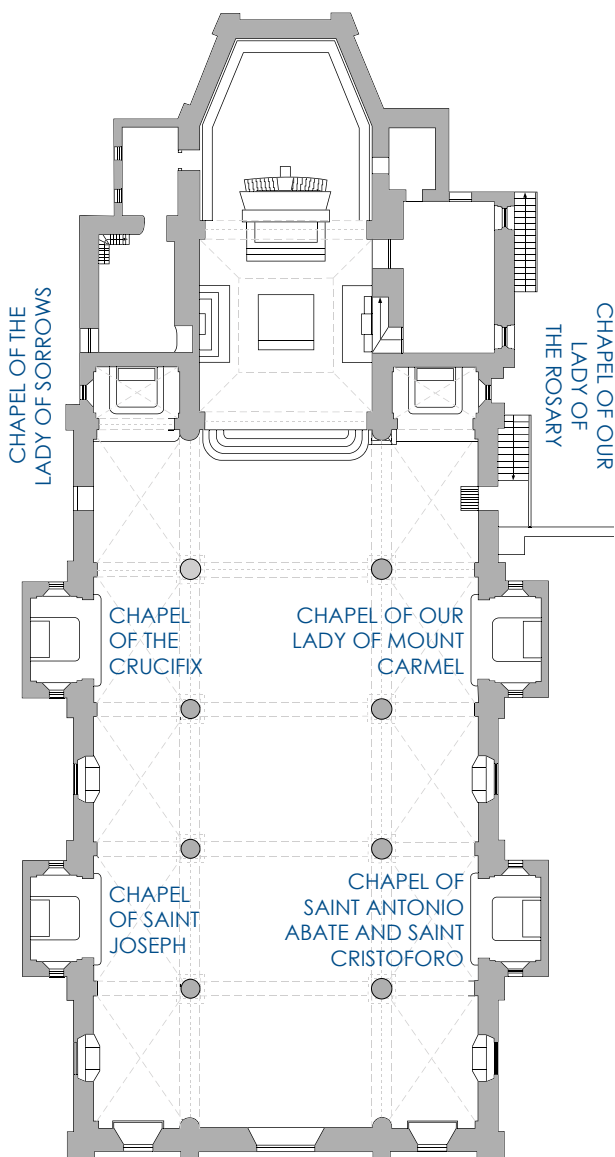 CHAPEL OF THE
LADY OF SORROWS
CHAPEL OF OUR
LADY OF
THE ROSARY
CHAPEL
OF THE
CRUCIFIX
CHAPEL OF OUR
LADY OF MOUNT
CARMEL
CHAPEL
OF SAINT
JOSEPH
CHAPEL OF
SAINT ANTONIO
ABATE AND SAINT
CRISTOFORO